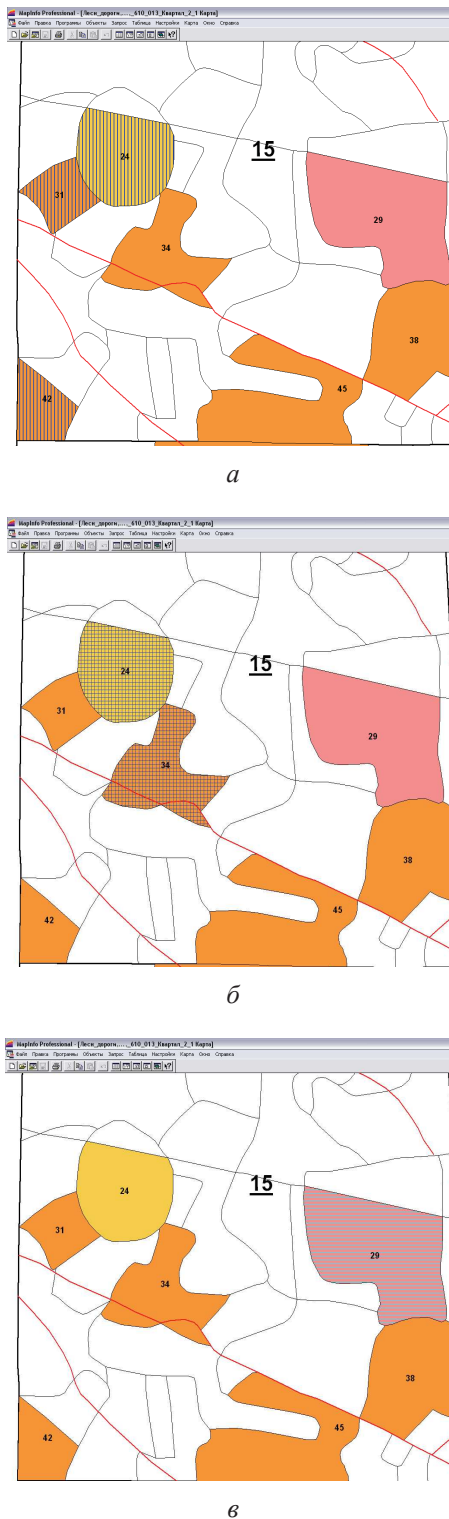 MapInfo Professional - [Лесн_дороги,...,_610_013_Квартал_2_1 Карта]
Файл Правка Программы Объекты Запрос Таблица Настройки Карта Окно Справка
15
24
31
29
34
38
45
42
а
MapInfo Professional - [Лесн_дороги,...,_610_013_Квартал_2_1 Карта]
Файл Правка Программы Объекты Запрос Таблица Настройки Карта Окно Справка
15
24
31
29
34
38
45
42
б
MapInfo Professional - [Лесн_дороги,...,_610_013_Квартал_2_1 Карта]
Файл Правка Программы Объекты Запрос Таблица Настройки Карта Окно Справка
15
24
31
29
34
38
45
42
в